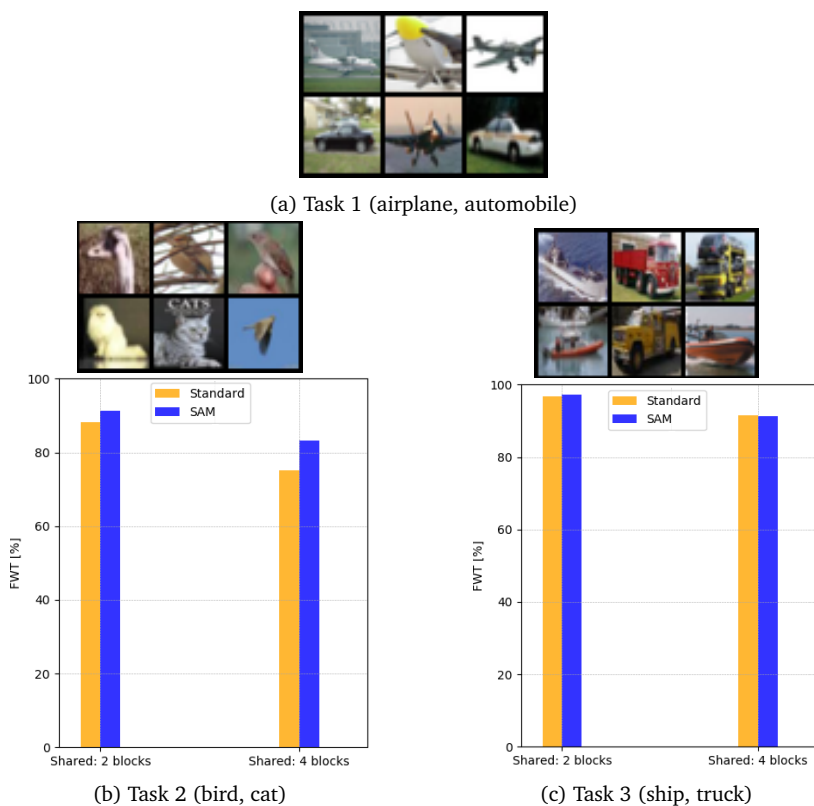 (a) Task 1 (airplane, automobile)
CATS
100
80
60
40
20
0
FWT [%]
Standard
SAM
Shared: 2 blocks
Shared: 4 blocks
(b) Task 2 (bird, cat)
100
80
60
40
20
0
FWT [%]
Standard
SAM
Shared: 2 blocks
Shared: 4 blocks
(c) Task 3 (ship, truck)